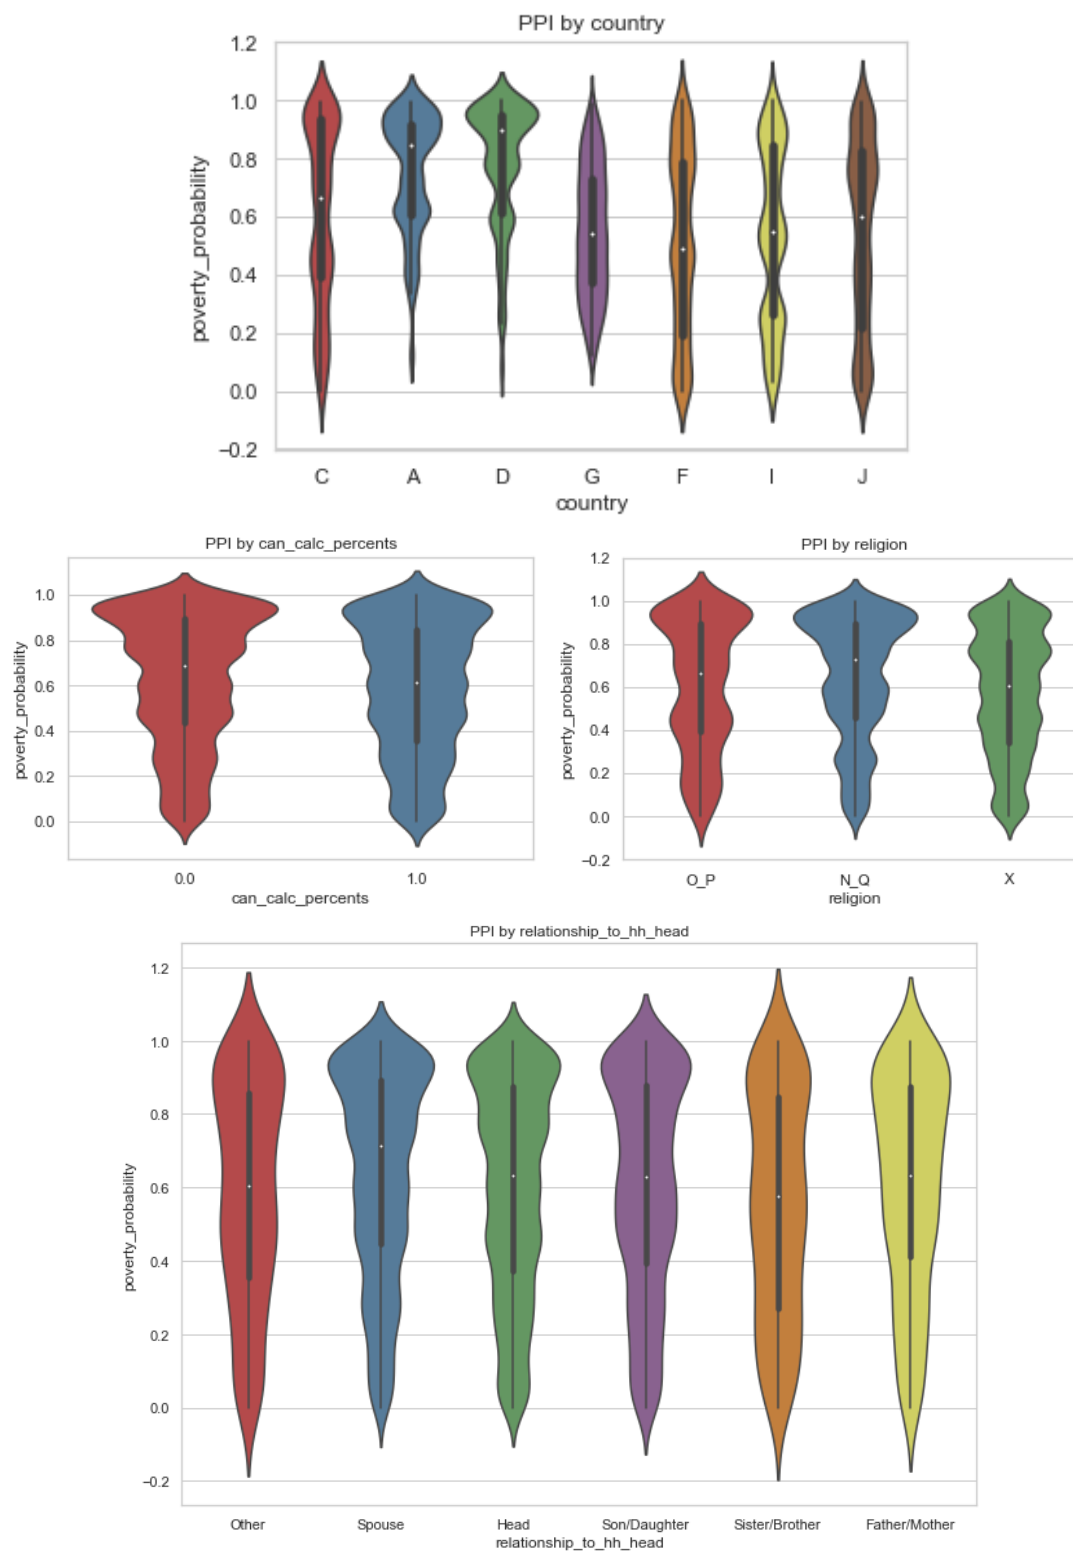 PPI by country
1.2
1.0
0.8
0.6
0.4
0.2
0.0
−0.2
poverty_probability
C A D G F I J
country
PPI by can_calc_percents
1.0
0.8
0.6
0.4
0.2
0.0
poverty_probability
0.0 1.0
can_calc_percents
PPI by religion
1.2
1.0
0.8
0.6
0.4
0.2
0.0
−0.2
poverty_probability
O_P N_Q X
religion
PPI by relationship_to_hh_head
1.2
1.0
0.8
0.6
0.4
0.2
0.0
−0.2
poverty_probability
Other Spouse Head Son/Daughter Sister/Brother Father/Mother
relationship_to_hh_head